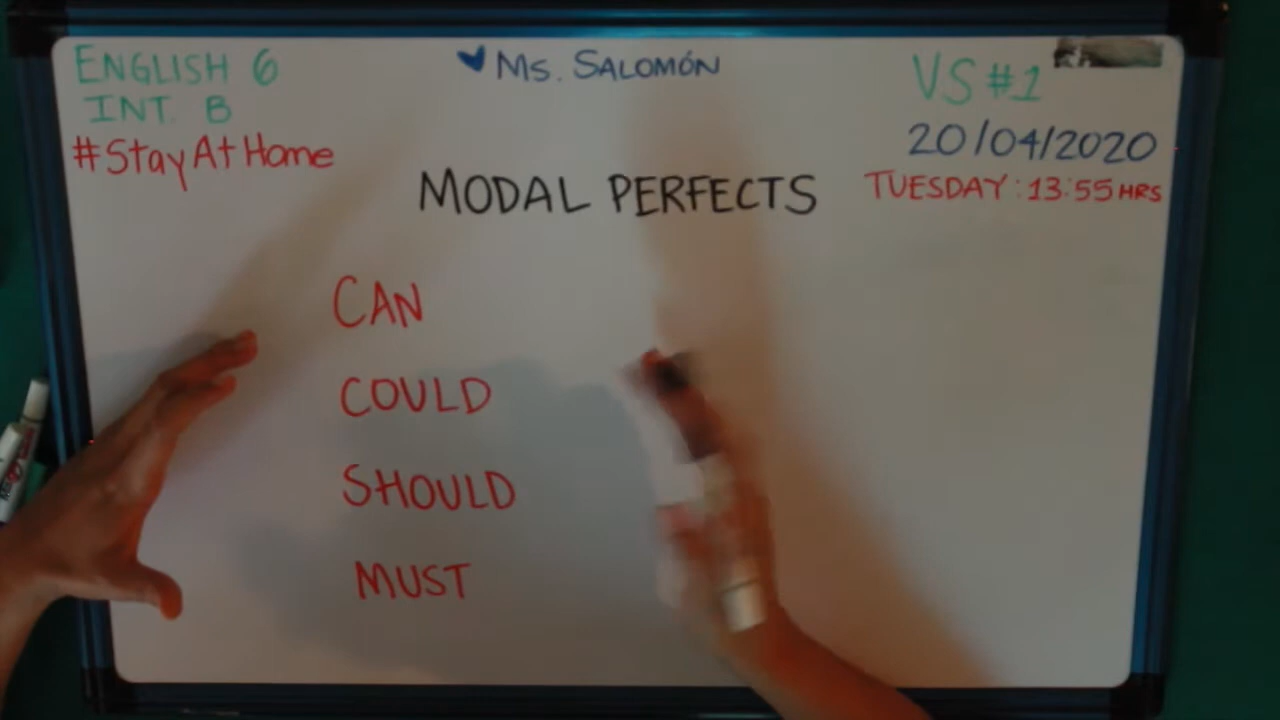 ENGLISH 6
INT. B
#StayAtHome
Ms. SALOMÓN
VS #1
20/04/2020
TUESDAY: 13:55 HRS
MODAL PERFECTS
CAN
COULD
SHOULD
MUST